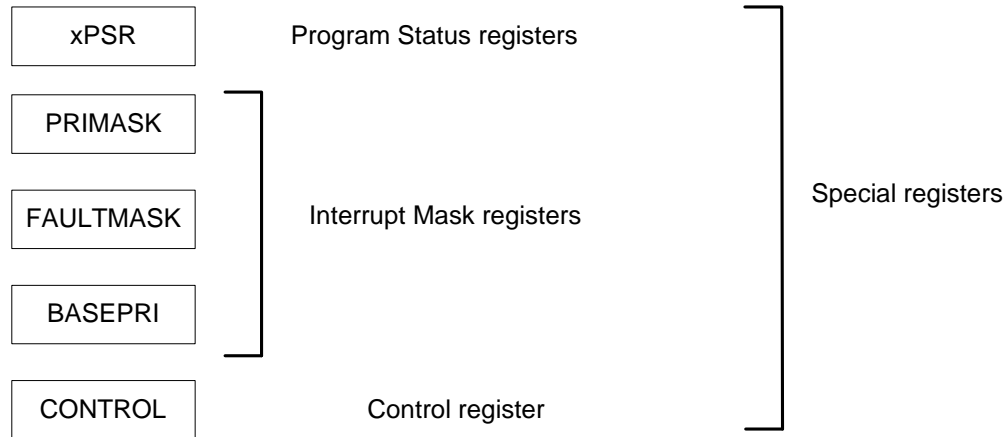 xPSR Program Status registers
PRIMASK
Special registers
FAULTMASK Interrupt Mask registers
BASEPRI
CONTROL Control register